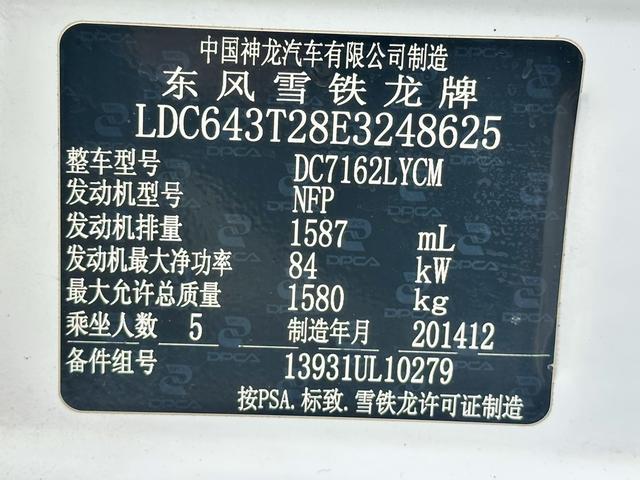 中国神龙汽车有限公司制造
东风雪铁龙牌
LDC643T28E3248625
整车型号 DC7162LYCM
发动机型号 NFP
发动机排量 1587 mL
发动机最大净功率 84 kW
最大允许总质量 1580 kg
乘坐人数 5 制造年月 201412
备件组号 13931UL10279
按PSA.标致.雪铁龙许可证制造